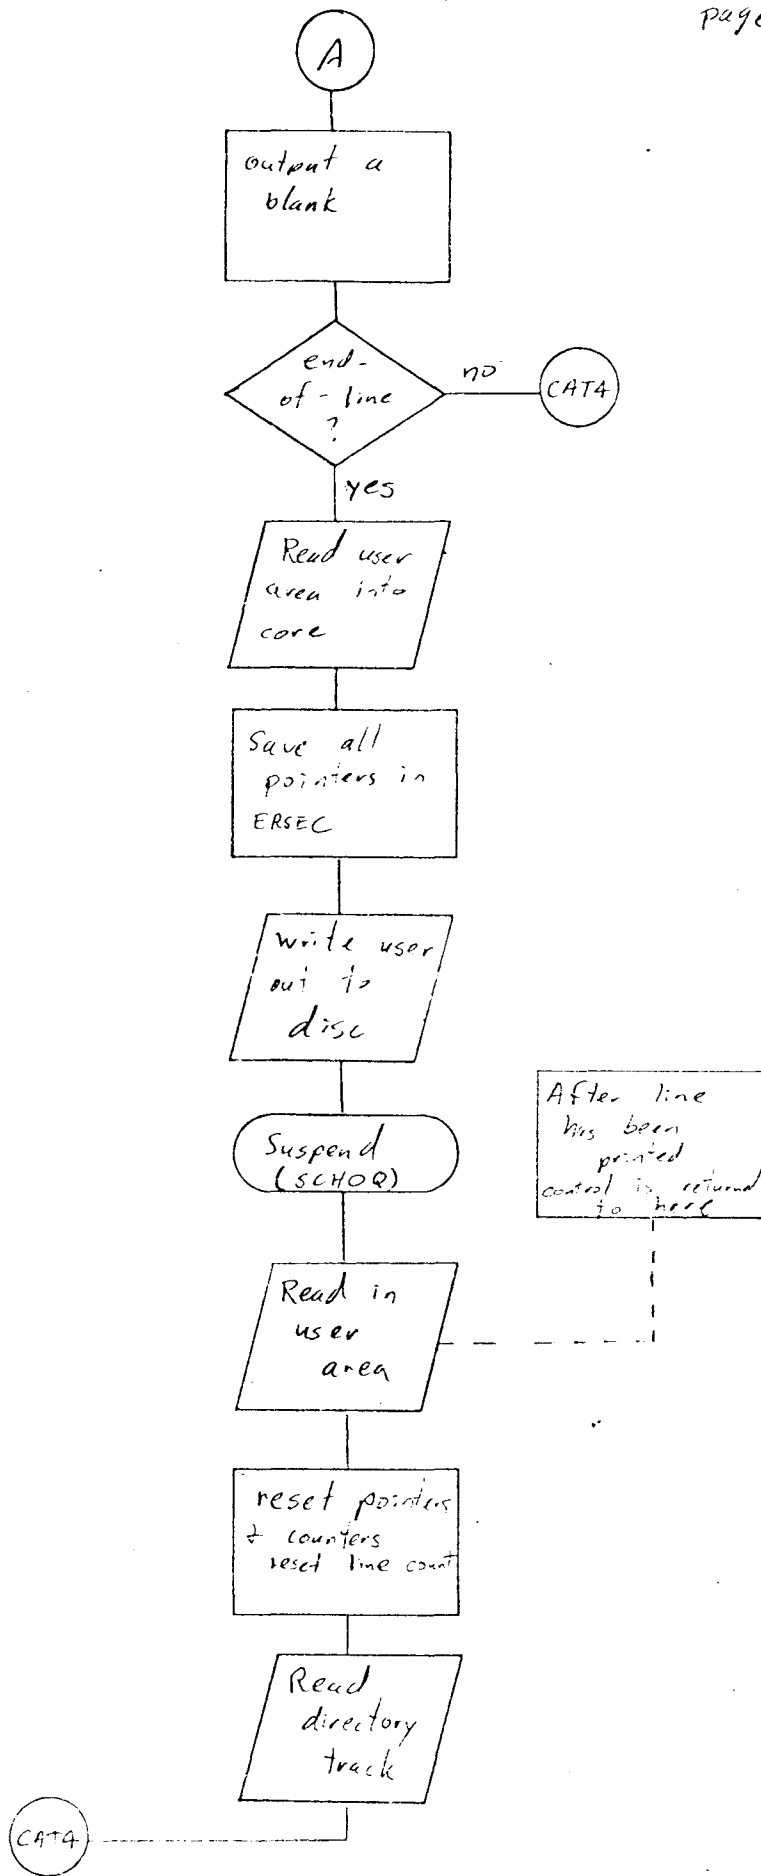 page
A
output a
blank
end-
of-line
?
no
CAT4
yes
Read user
area into
core
Save all
pointers in
ERSEC
Write user
out to
disc
Suspend
(SCHOQ)
After line
has been
printed
control is returnd
to here
Read in
user
area
reset pointers
+ counters
reset line count
Read
directory
track
CAT4